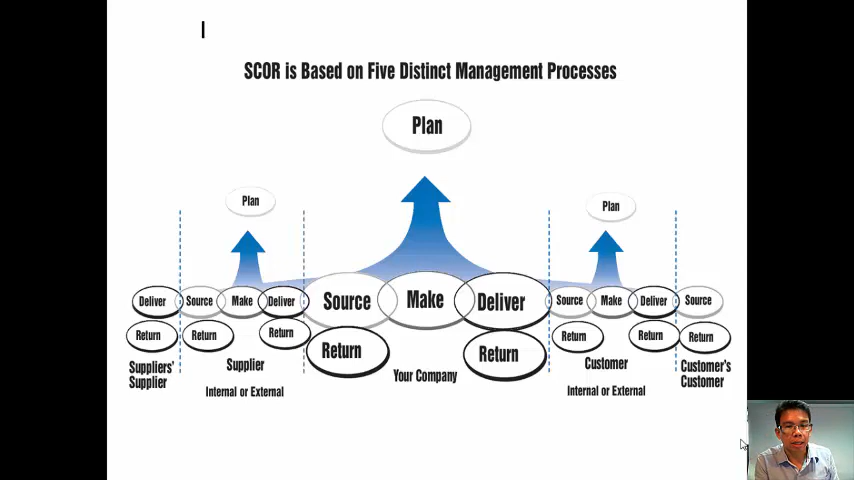 SCOR is Based on Five Distinct Management Processes
Plan
Plan
Plan
Deliver
Source
Make
Deliver
Source
Make
Deliver
Source
Make
Deliver
Source
Return
Return
Return
Return
Return
Return
Return
Return
Suppliers'
Supplier
Supplier
Internal or External
Your Company
Customer
Internal or External
Customer's
Customer